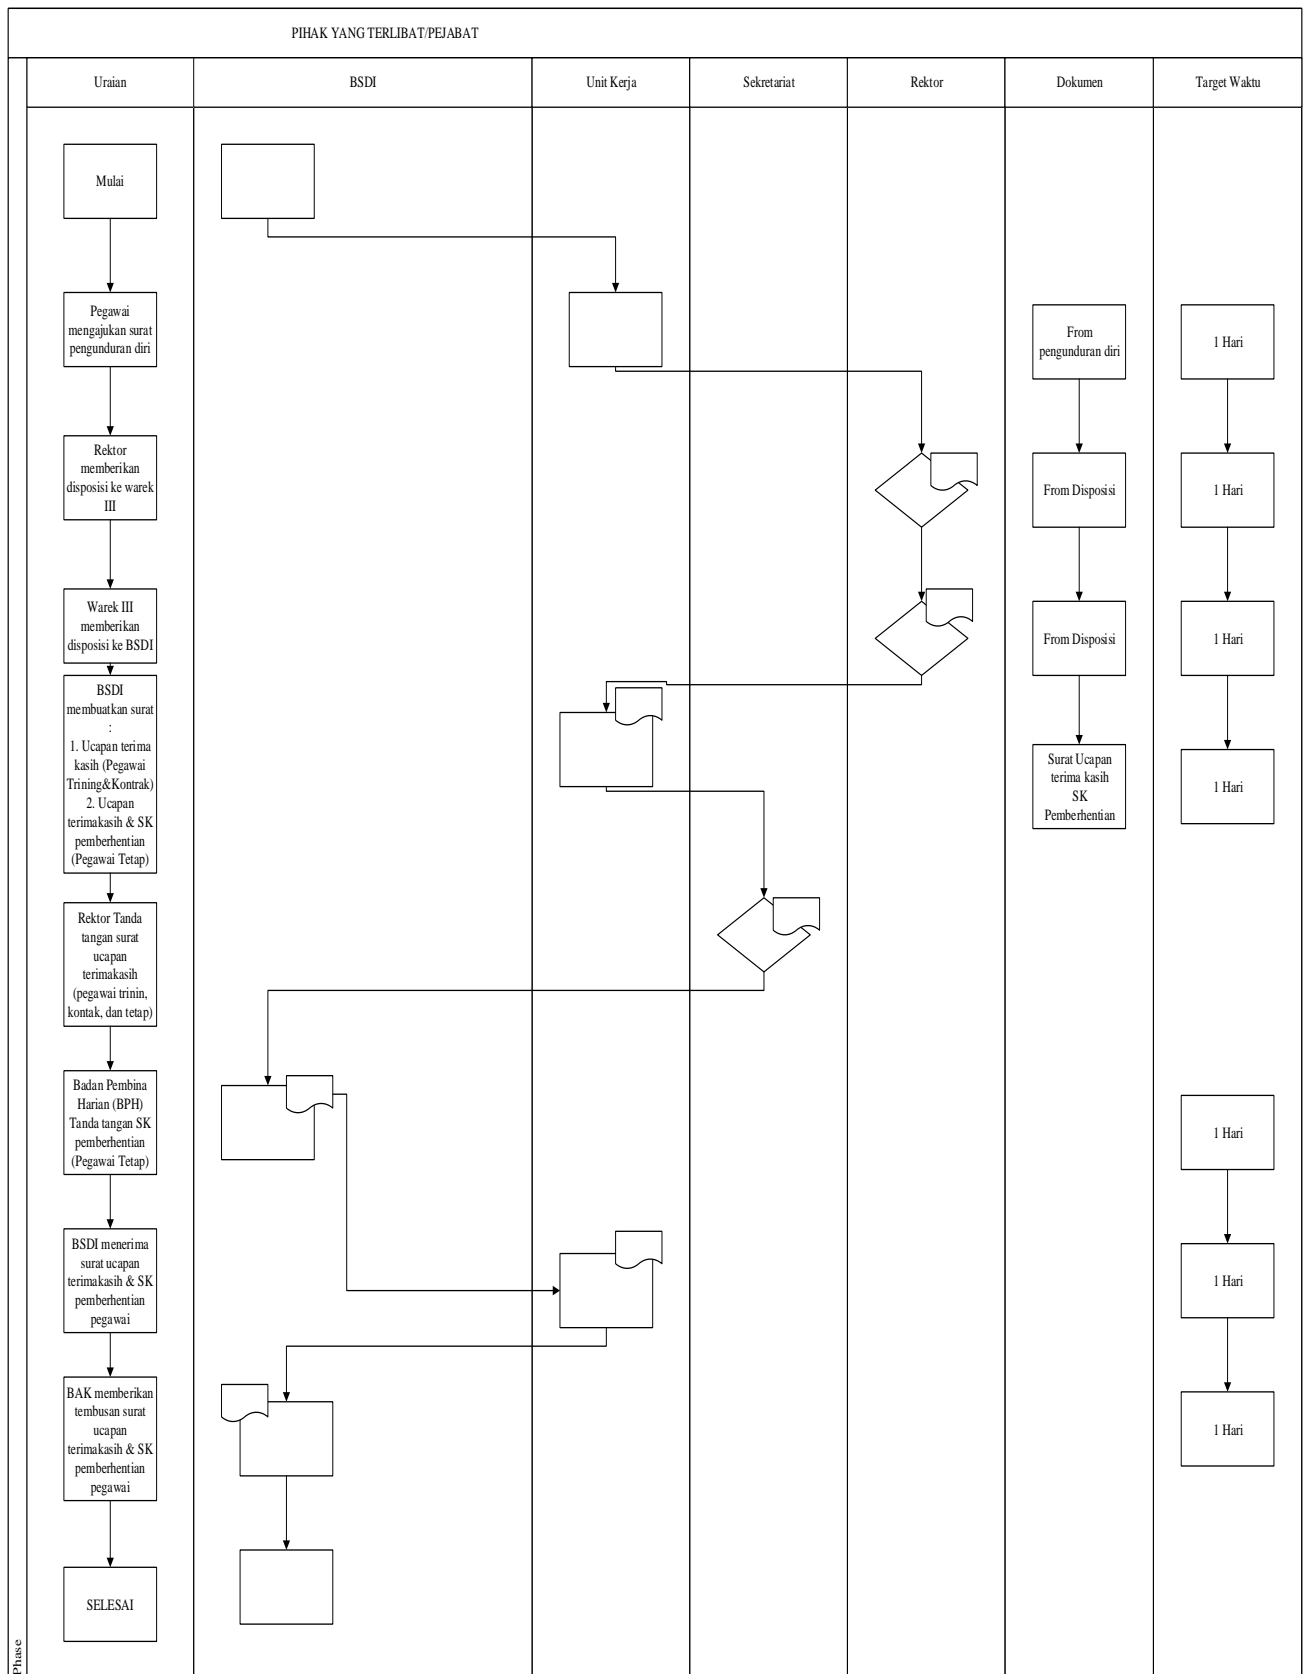 PIHAK YANG TERLIBAT/PEJABAT
Uraian
BSDI
Unit Kerja
Sekretariat
Rektor
Dokumen
Target Waktu
Mulai
Pegawai
mengajukan surat
pengunduran diri
From
pengunduran diri
1 Hari
Rektor
memberikan
disposisi ke warek
III
From Disposisi
1 Hari
Warek III
memberikan
disposisi ke BSDI
From Disposisi
1 Hari
BSDI
membuatkan surat
:
1. Ucapan terima
kasih (Pegawai
Trining&Kontrak)
2. Ucapan
terimakasih & SK
pemberhentian
(Pegawai Tetap)
Surat Ucapan
terima kasih
SK
Pemberhentian
1 Hari
Rektor Tanda
tangan surat
ucapan
terimakasih
(pegawai trinin,
kontak, dan tetap)
Badan Pembina
Harian (BPH)
Tanda tangan SK
pemberhentian
(Pegawai Tetap)
1 Hari
BSDI menerima
surat ucapan
terimakasih & SK
pemberhentian
pegawai
1 Hari
BAK memberikan
tembusan surat
ucapan
terimakasih & SK
pemberhentian
pegawai
1 Hari
SELESAI
Phase